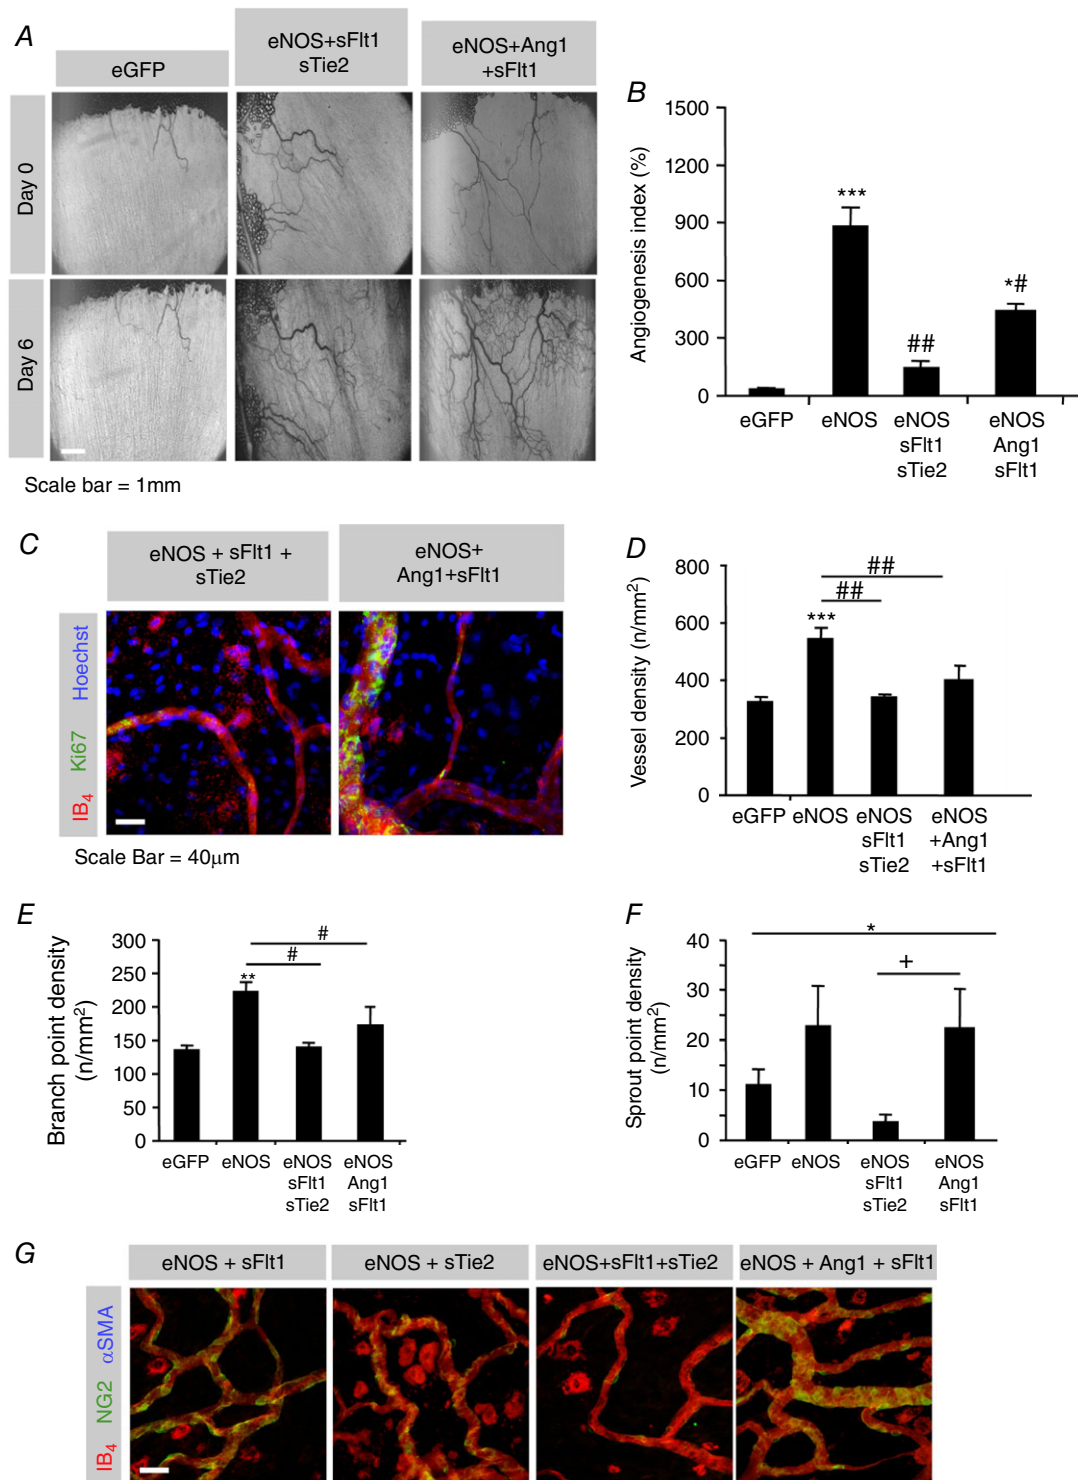 A
eGFP
eNOS+sFlt1
sTie2
eNOS+Ang1
+sFlt1
Day 0
Day 6
Scale bar = 1mm
B
Angiogenesis index (%)
1500
1200
900
600
300
0
***
##
*#
eGFP
eNOS
eNOS
sFlt1
sTie2
eNOS
Ang1
sFlt1
C
eNOS + sFlt1 +
sTie2
eNOS+
Ang1+sFlt1
IB4 Ki67 Hoechst
Scale Bar = 40μm
D
Vessel density (n/mm2)
800
600
400
200
0
##
##
***
eGFP
eNOS
eNOS
sFlt1
sTie2
eNOS
+Ang1
+sFlt1
E
Branch point density
(n/mm2)
300
250
200
150
100
50
0
#
#
**
eGFP
eNOS
eNOS
sFlt1
sTie2
eNOS
Ang1
sFlt1
F
Sprout point density
(n/mm2)
40
30
20
10
0
*
+
eGFP
eNOS
eNOS
sFlt1
sTie2
eNOS
Ang1
sFlt1
G
eNOS + sFlt1
eNOS + sTie2
eNOS+sFlt1+sTie2
eNOS + Ang1 + sFlt1
IB4 NG2 αSMA